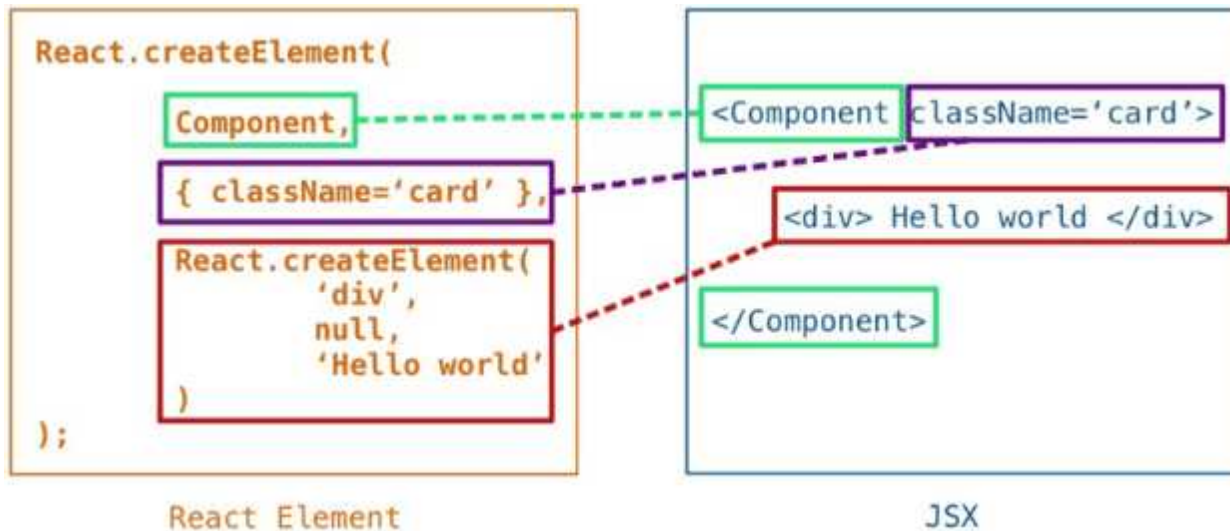 React.createElement(
Component,
{ className=‘card’ },
React.createElement(
‘div’,
null,
‘Hello world’
)
);
React Element
<Component className=‘card’>
<div> Hello world </div>
</Component>
JSX